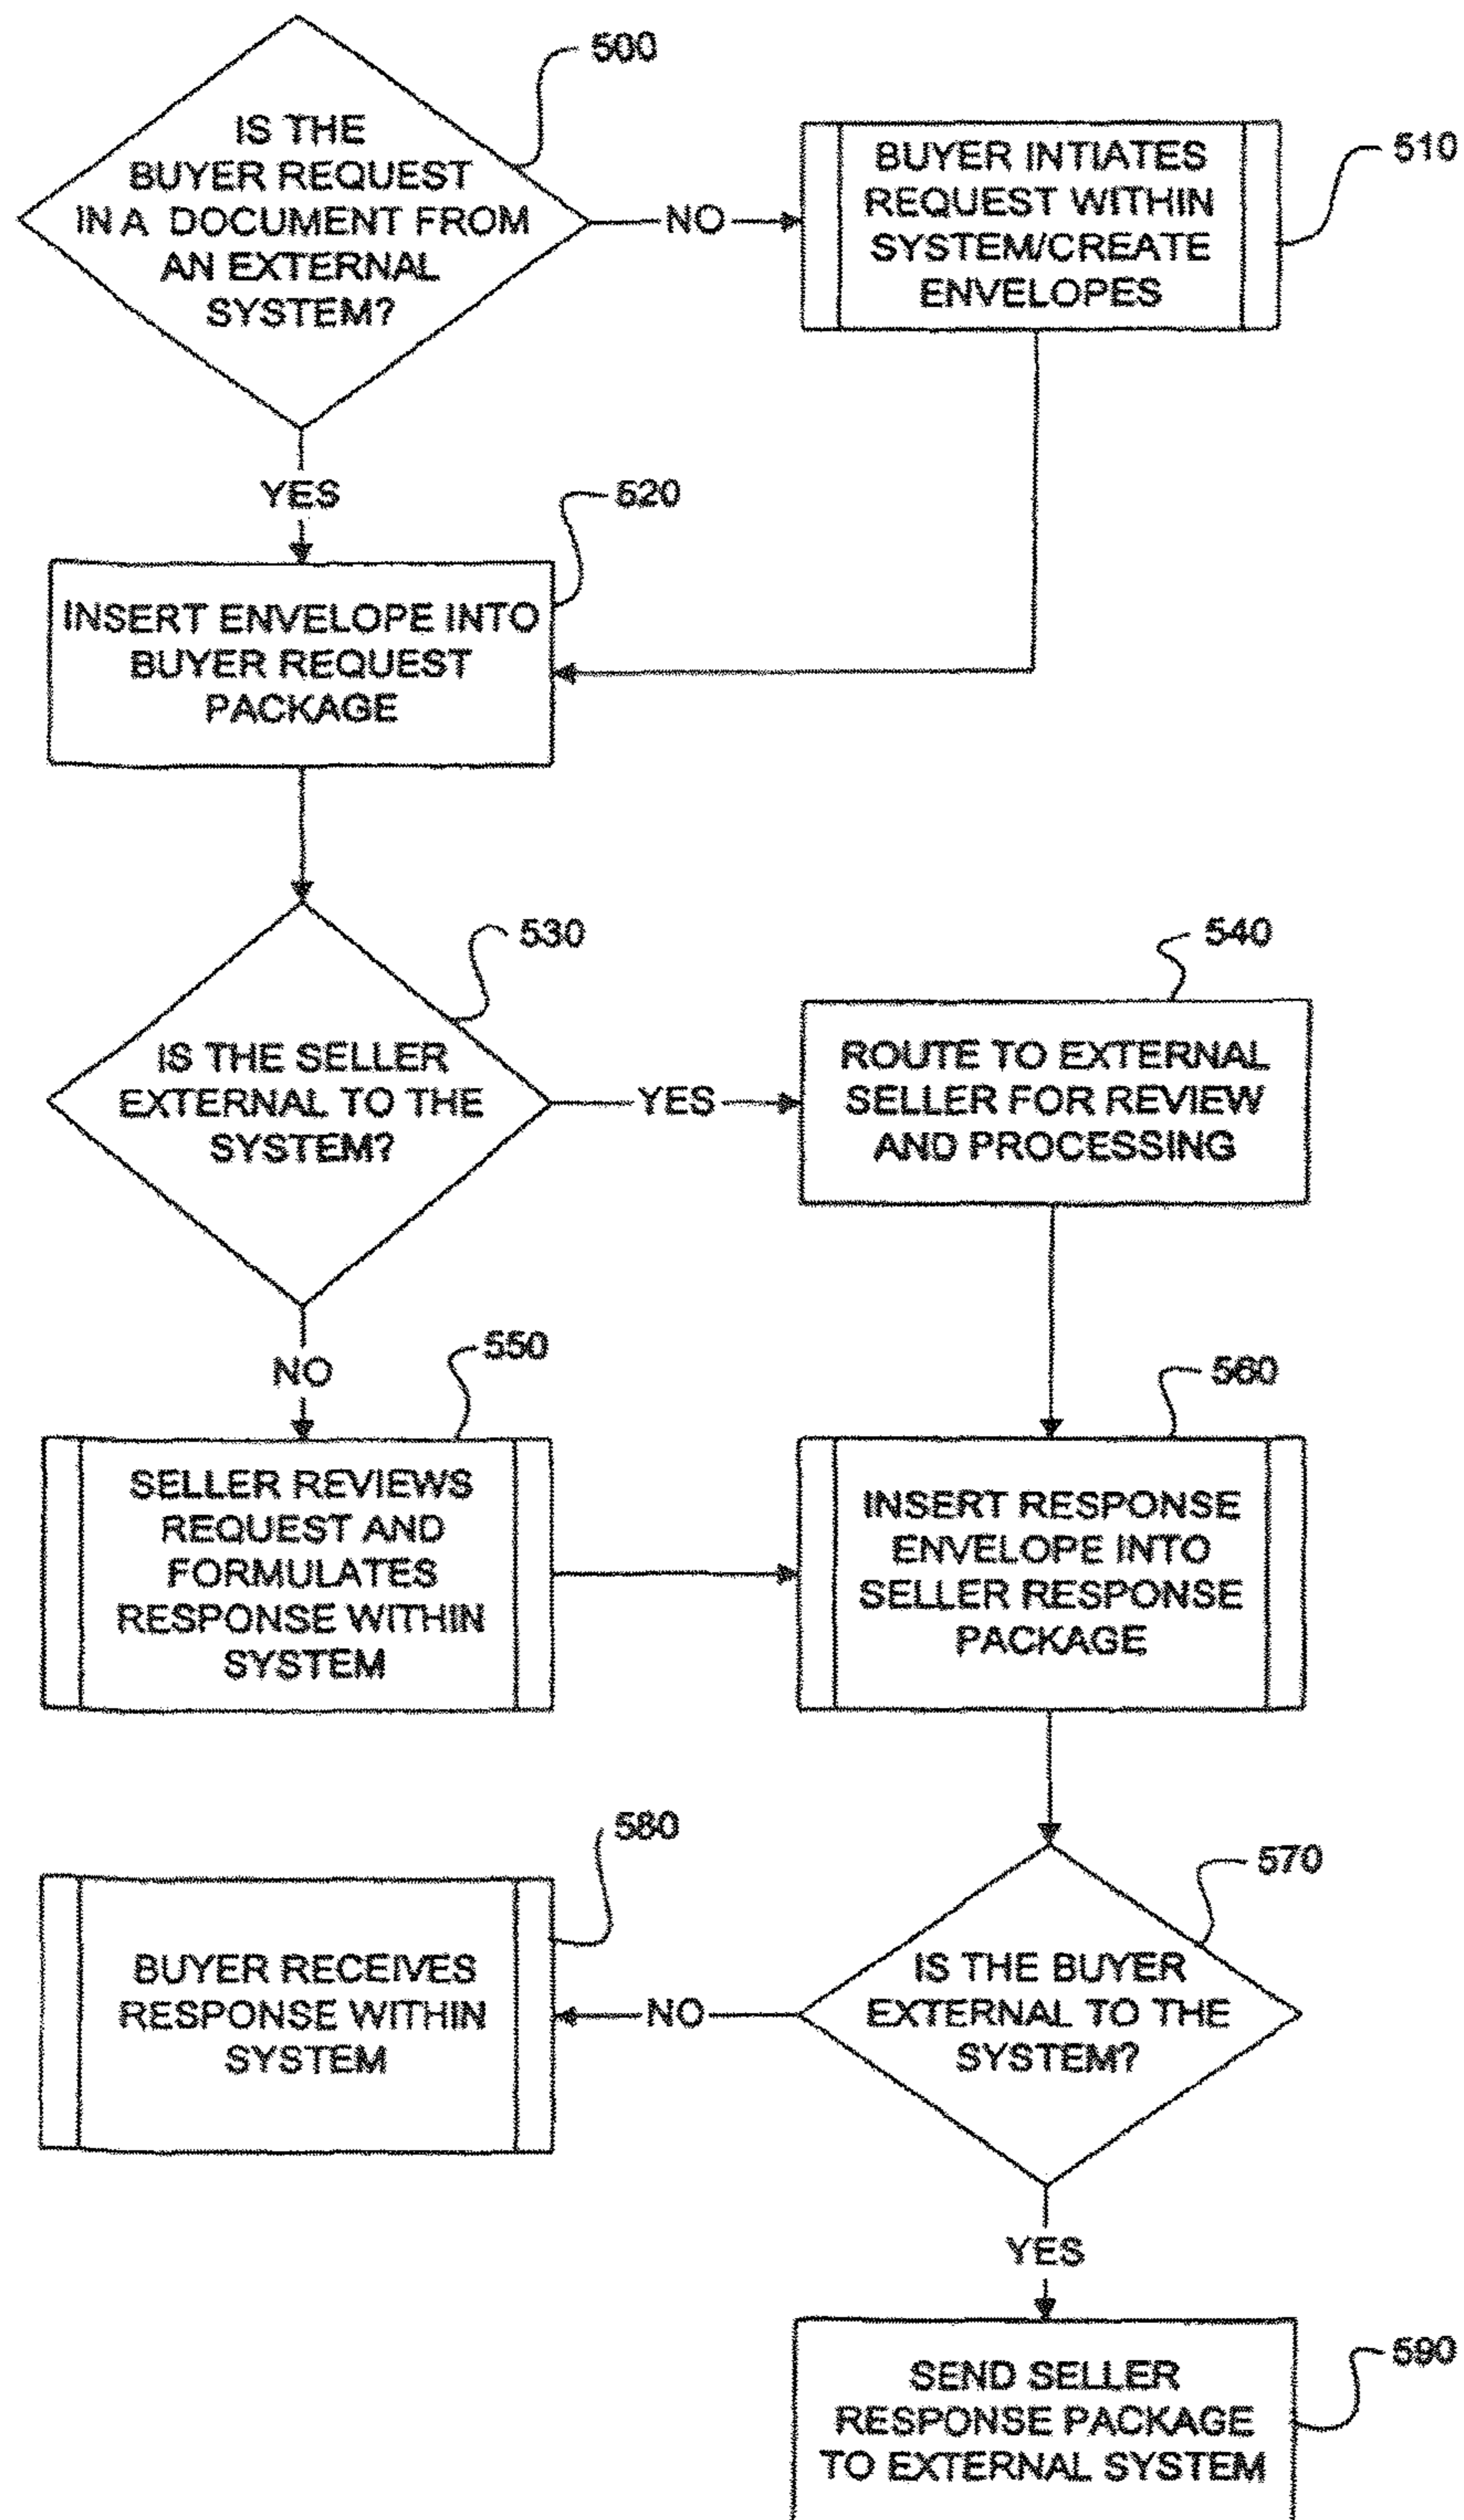 500
IS THE
BUYER REQUEST
IN A DOCUMENT FROM
AN EXTERNAL
SYSTEM?
NO
BUYER INTIATES
REQUEST WITHIN
SYSTEM/CREATE
ENVELOPES
510
YES
520
INSERT ENVELOPE INTO
BUYER REQUEST
PACKAGE
530
IS THE SELLER
EXTERNAL TO THE
SYSTEM?
YES
540
ROUTE TO EXTERNAL
SELLER FOR REVIEW
AND PROCESSING
NO
550
SELLER REVIEWS
REQUEST AND
FORMULATES
RESPONSE WITHIN
SYSTEM
560
INSERT RESPONSE
ENVELOPE INTO
SELLER RESPONSE
PACKAGE
570
IS THE BUYER
EXTERNAL TO THE
SYSTEM?
NO
580
BUYER RECEIVES
RESPONSE WITHIN
SYSTEM
YES
590
SEND SELLER
RESPONSE PACKAGE
TO EXTERNAL SYSTEM